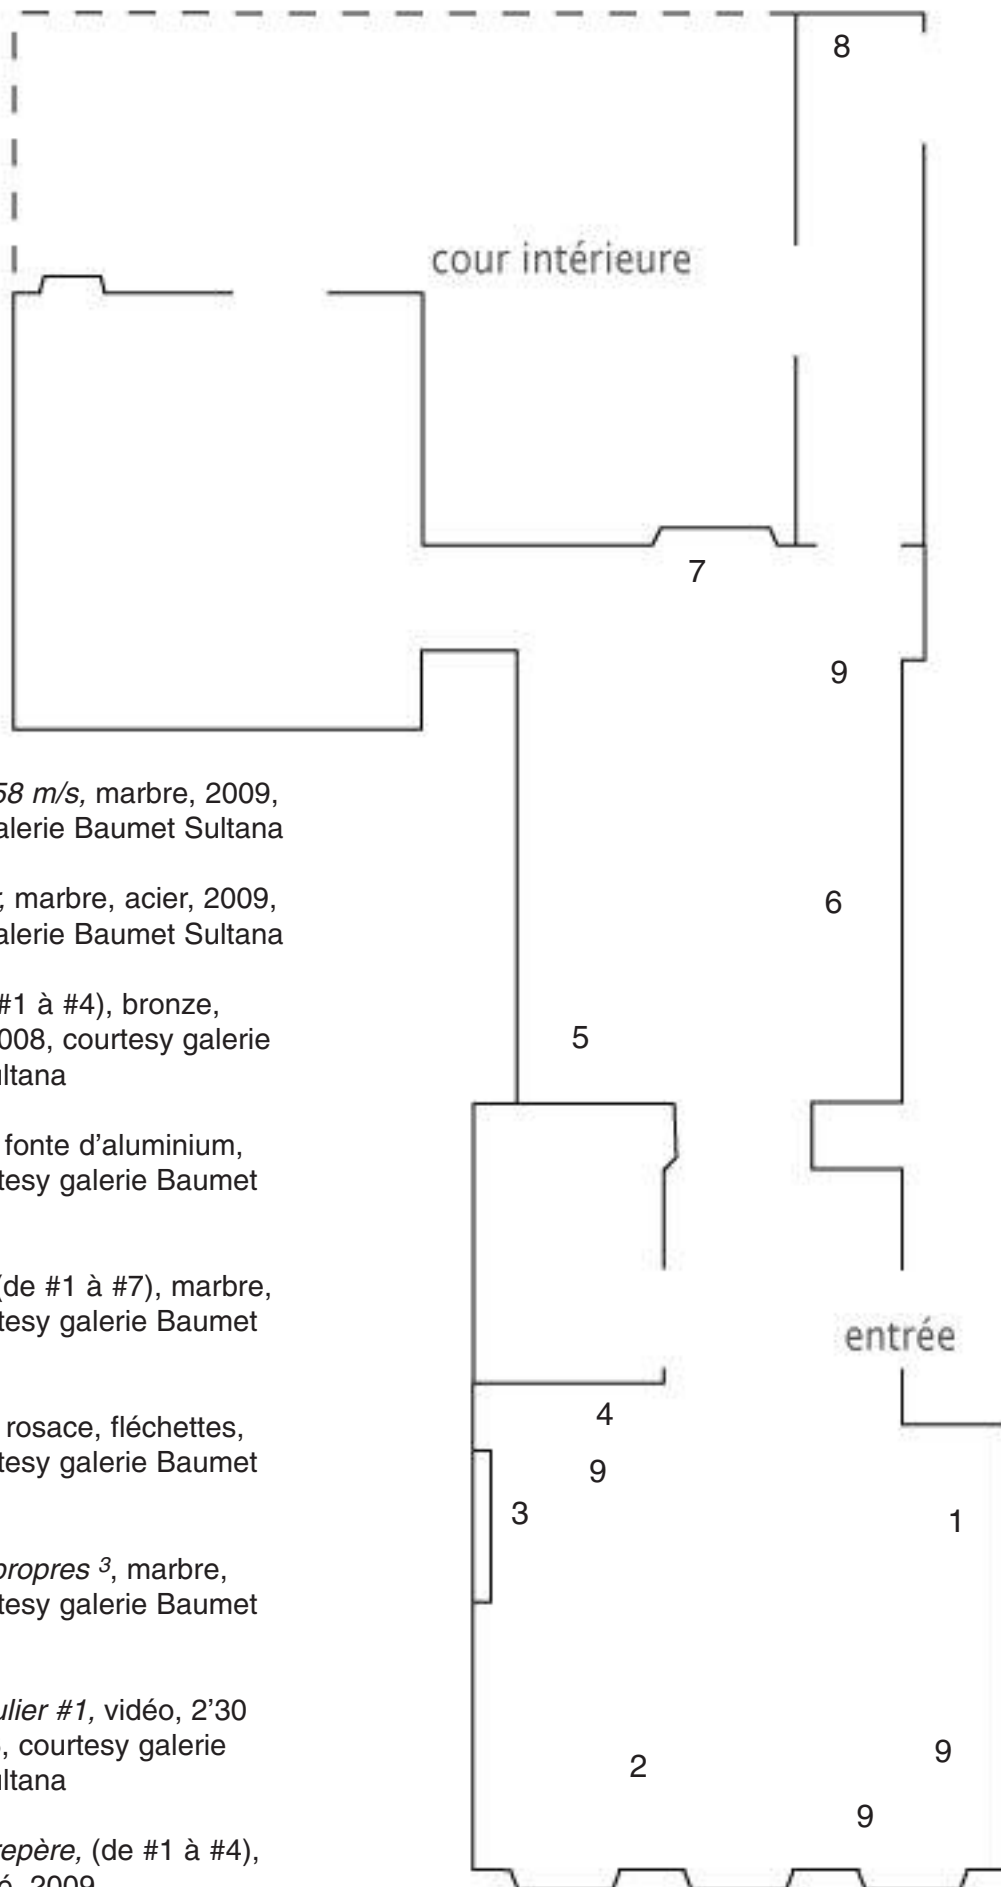 8
cour intérieure
7
9
6
5
entrée
4
9
3
1
2
9
9
58 m/s, marbre, 2009,
alerie Baumet Sultana
marbre, acier, 2009,
alerie Baumet Sultana
#1 à #4), bronze,
008, courtesy galerie
ltana
fonte d'aluminium,
tesy galerie Baumet
(de #1 à #7), marbre,
tesy galerie Baumet
rosace, fléchettes,
tesy galerie Baumet
propres ³, marbre,
tesy galerie Baumet
ulier #1, vidéo, 2'30
, courtesy galerie
ltana
repère, (de #1 à #4),
é, 2009